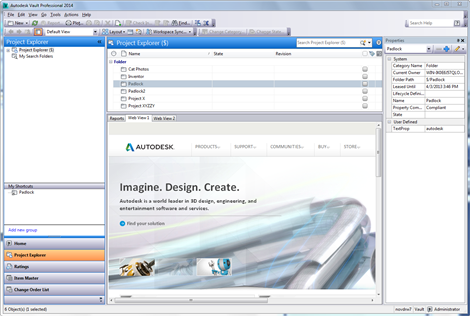 Autodesk Vault Professional 2014
File Edit View Go Tools Actions Help
New Report... Plot... Find...
Default View Layout Workspace Sync... Change Category... Change State...
Search Help
Project Explorer
Project Explorer ($)
My Search Folders
My Shortcuts
Padlock
Add new group
Home
Project Explorer
Ratings
Item Master
Change Order List
Project Explorer ($)
Search Project Explorer ($)
Name State Revision
Folder
Cat Photos
Inventor
Padlock
Padlock2
Project X
Project XYZZY
Reports Web View 1 Web View 2
AUTODESK
PRODUCTS... SUPPORT... COMMUNITIES... BUY... STORE...
Imagine. Design. Create.
Autodesk is a world leader in 3D design, engineering, and
entertainment software and services.
Find your solution
Properties
Padlock
System
Category Name Folder
Current Owner
Folder Path $/Padlock
Leased Until 4/3/2013 3:46 PM
Lifecycle Defini...
Name Padlock
Property Com... Compliant
User Defined
TextProp autodesk
6 Object(s) (1 selected)
Vault Administrator